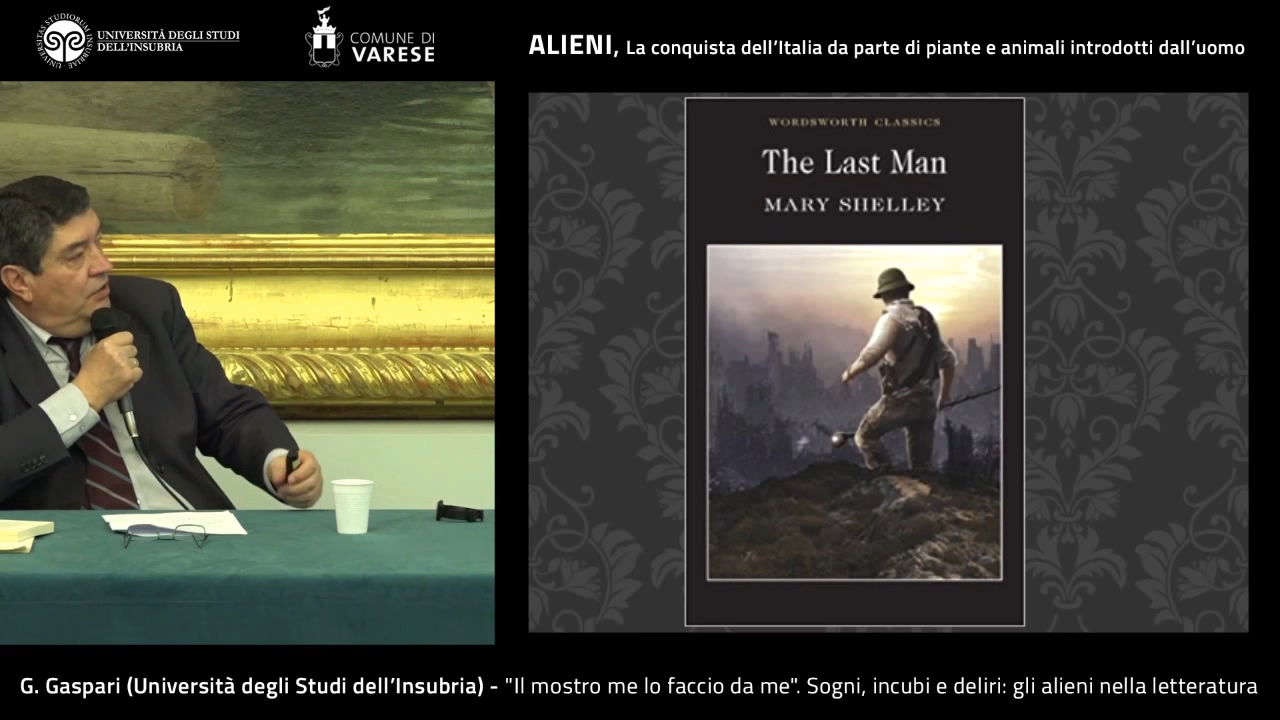 UNIVERSITÀ DEGLI STUDI
DELL'INSUBRIA
COMUNE DI
VARESE
ALIENI, La conquista dell'Italia da parte di piante e animali introdotti dall'uomo
WORDSWORTH CLASSICS
The Last Man
MARY SHELLEY
G. Gaspari (Università degli Studi dell'Insubria) - "Il mostro me lo faccio da me". Sogni, incubi e deliri: gli alieni nella letteratura